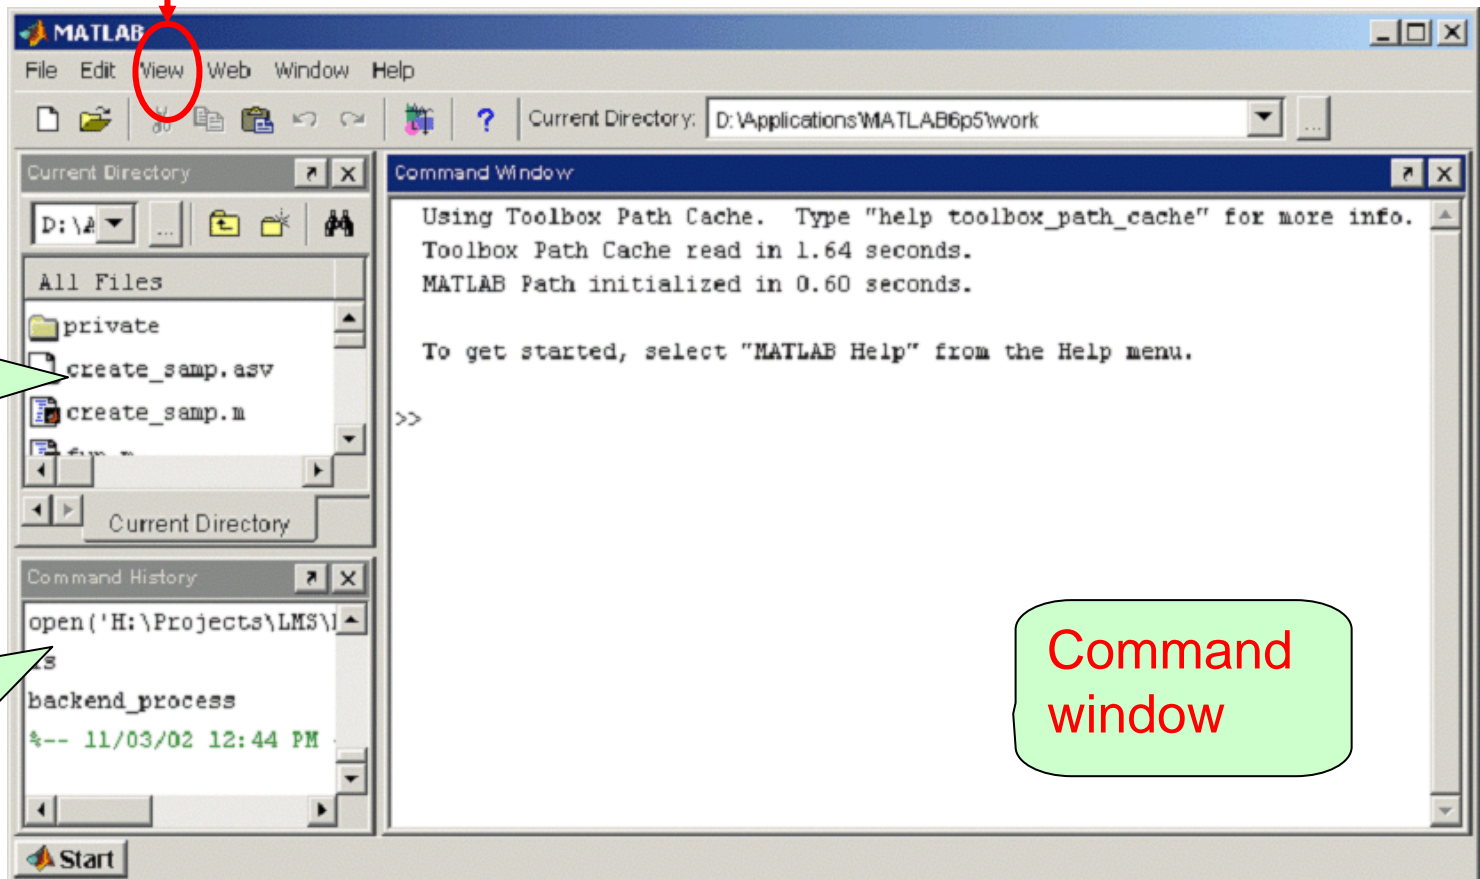 MATLAB
File Edit View Web Window Help
? Current Directory: D:\Applications\MATLAB6p5\work ...
Current Directory
D:\A ...
All Files
private
create_samp.asv
create_samp.m
fun.m
Current Directory
Command History
open('H:\Projects\LMS\
ls
backend_process
%-- 11/03/02 12:44 PM -
Command Window
Using Toolbox Path Cache.  Type "help toolbox_path_cache" for more info.
Toolbox Path Cache read in 1.64 seconds.
MATLAB Path initialized in 0.60 seconds.
To get started, select "MATLAB Help" from the Help menu.
>>
Command
window
Start